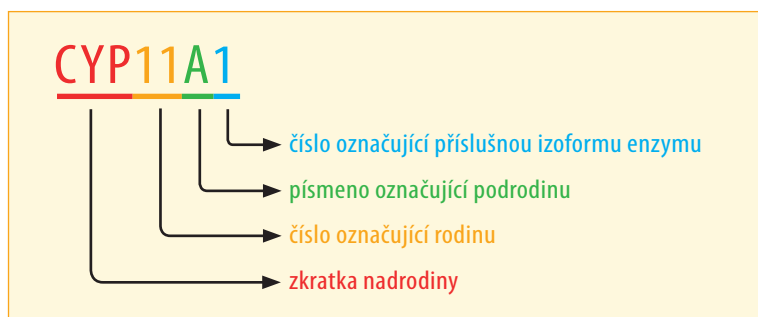 CYP11A1
číslo označující příslušnou izoformu enzymu
písmeno označující podrodinu
číslo označující rodinu
zkratka nadrodiny